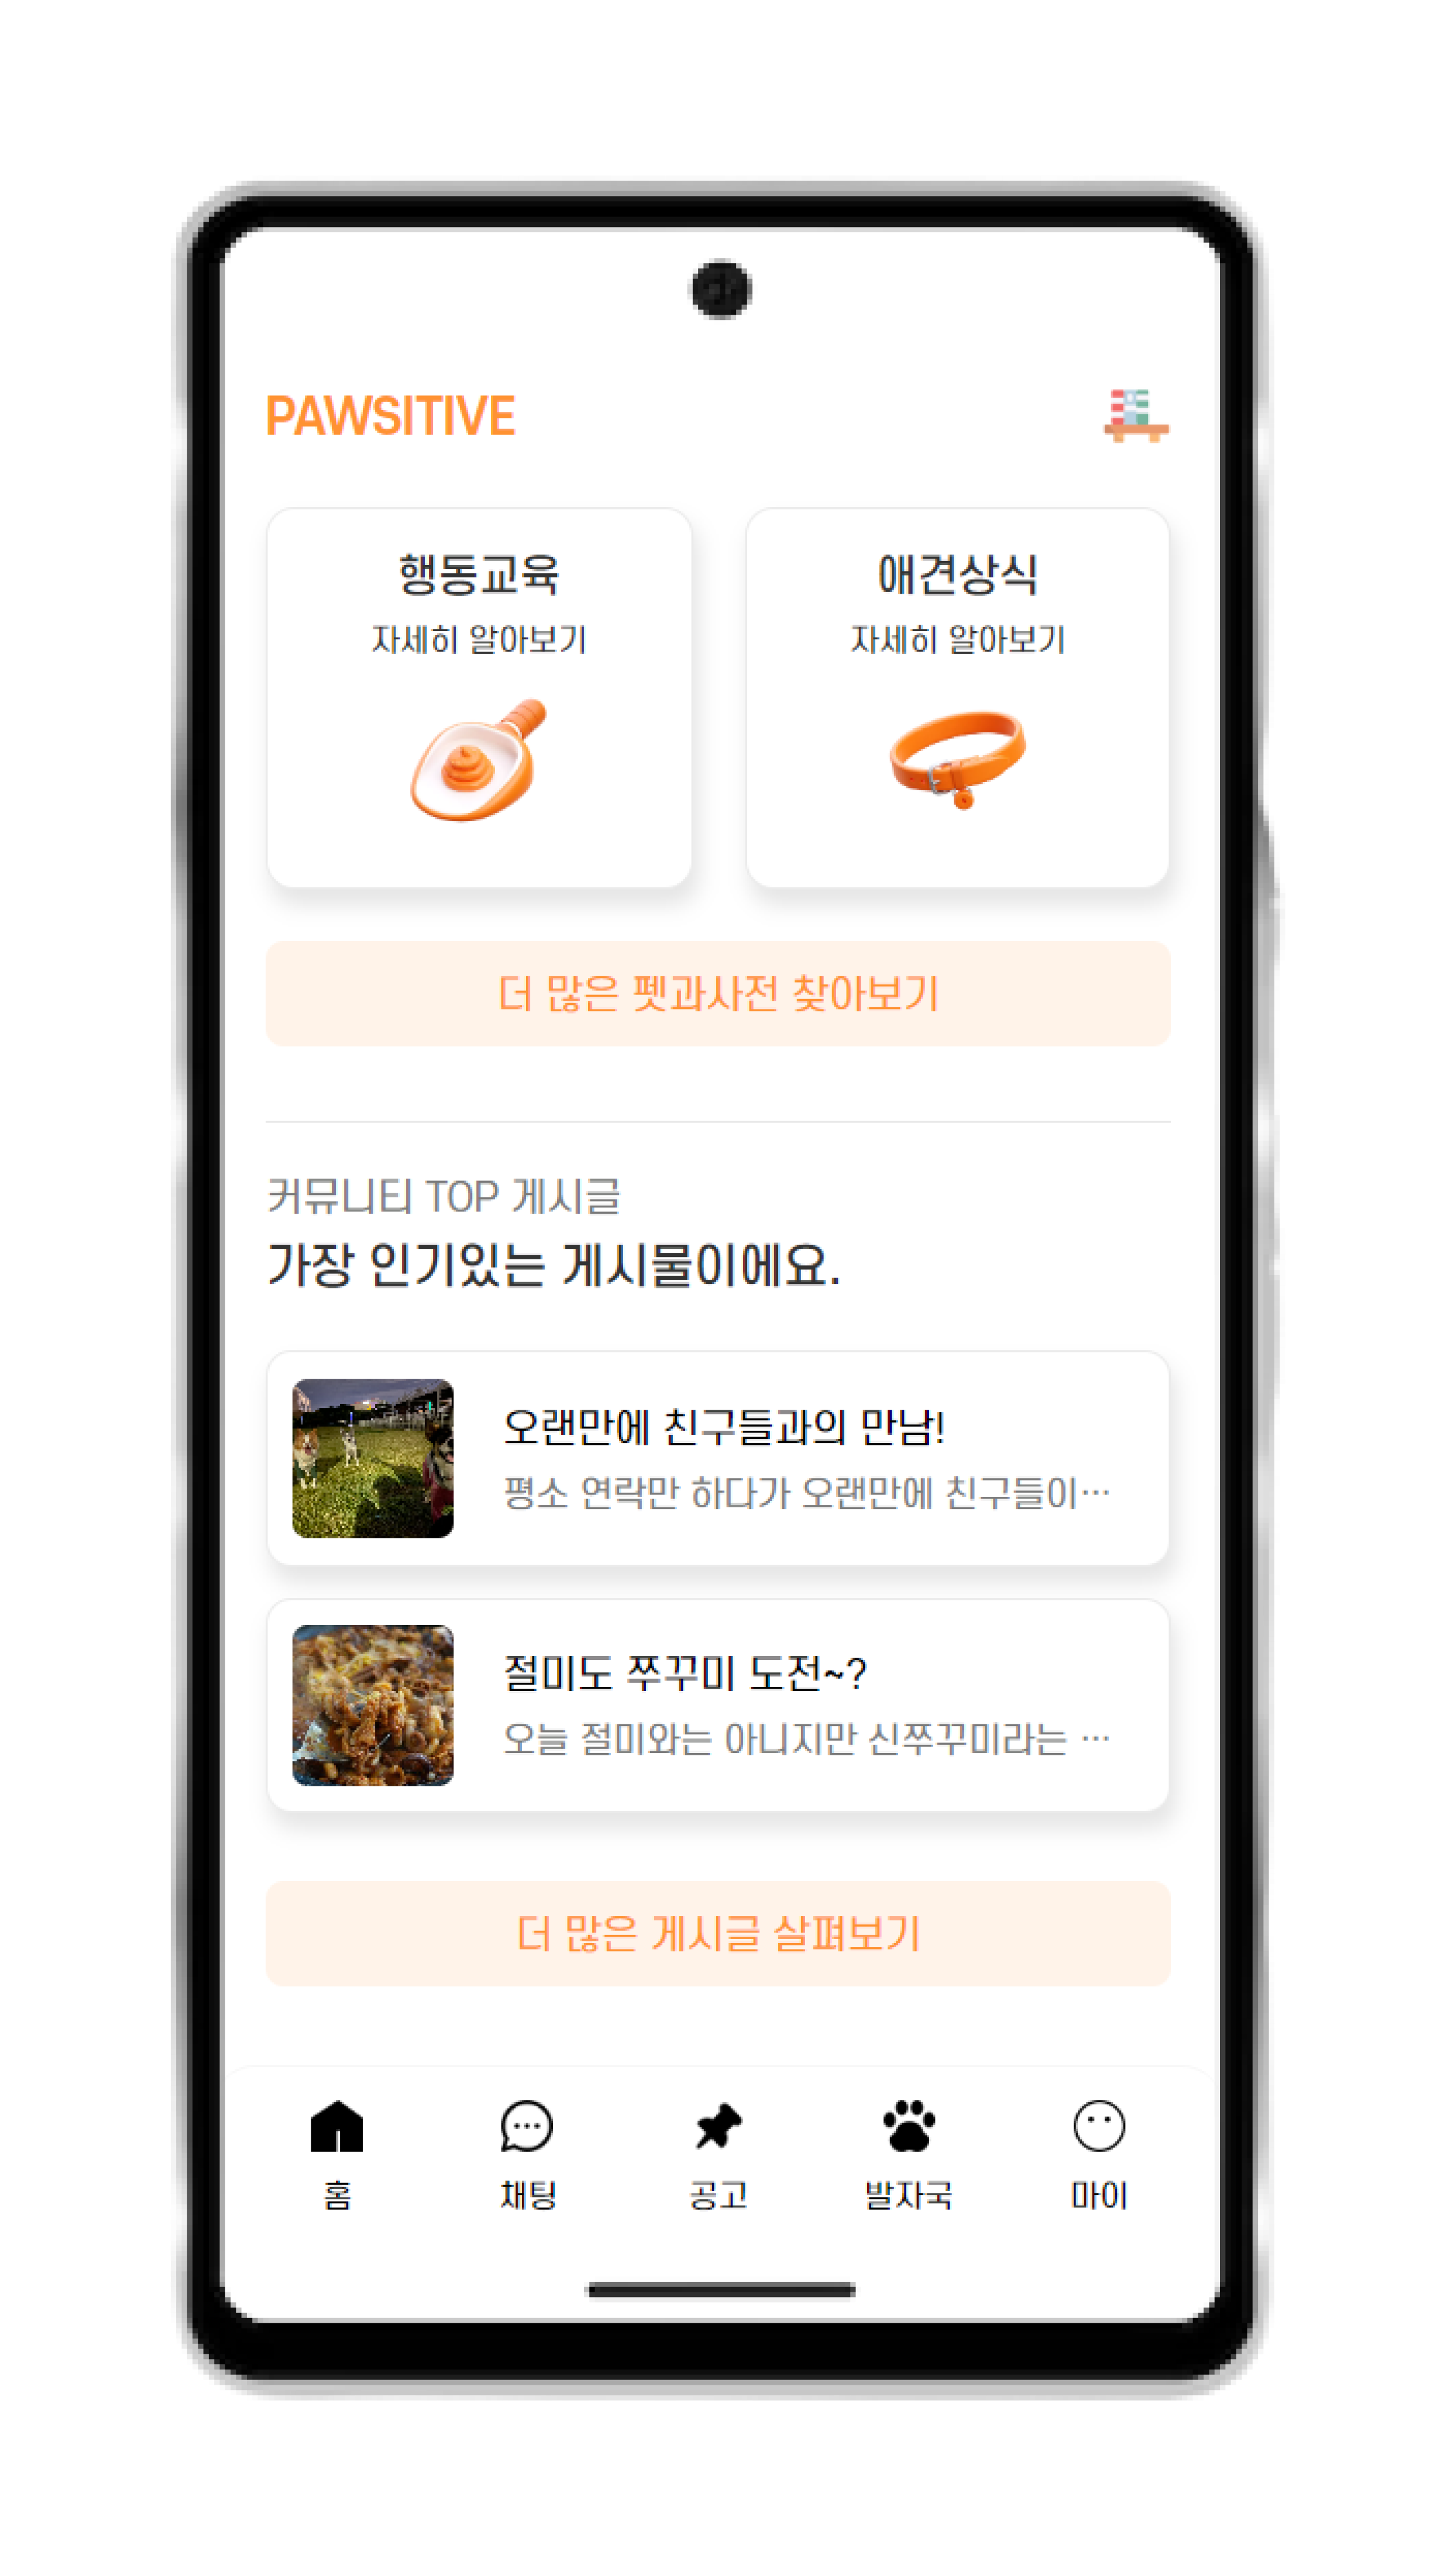 PAWSITIVE
행동교육
자세히 알아보기
애견상식
자세히 알아보기
더 많은 펫과사전 찾아보기
커뮤니티 TOP 게시글
가장 인기있는 게시물이에요.
오랜만에 친구들과의 만남!
평소 연락만 하다가 오랜만에 친구들이…
절미도 쭈꾸미 도전~?
오늘 절미와는 아니지만 신쭈꾸미라는 …
더 많은 게시글 살펴보기
홈
채팅
공고
발자국
마이